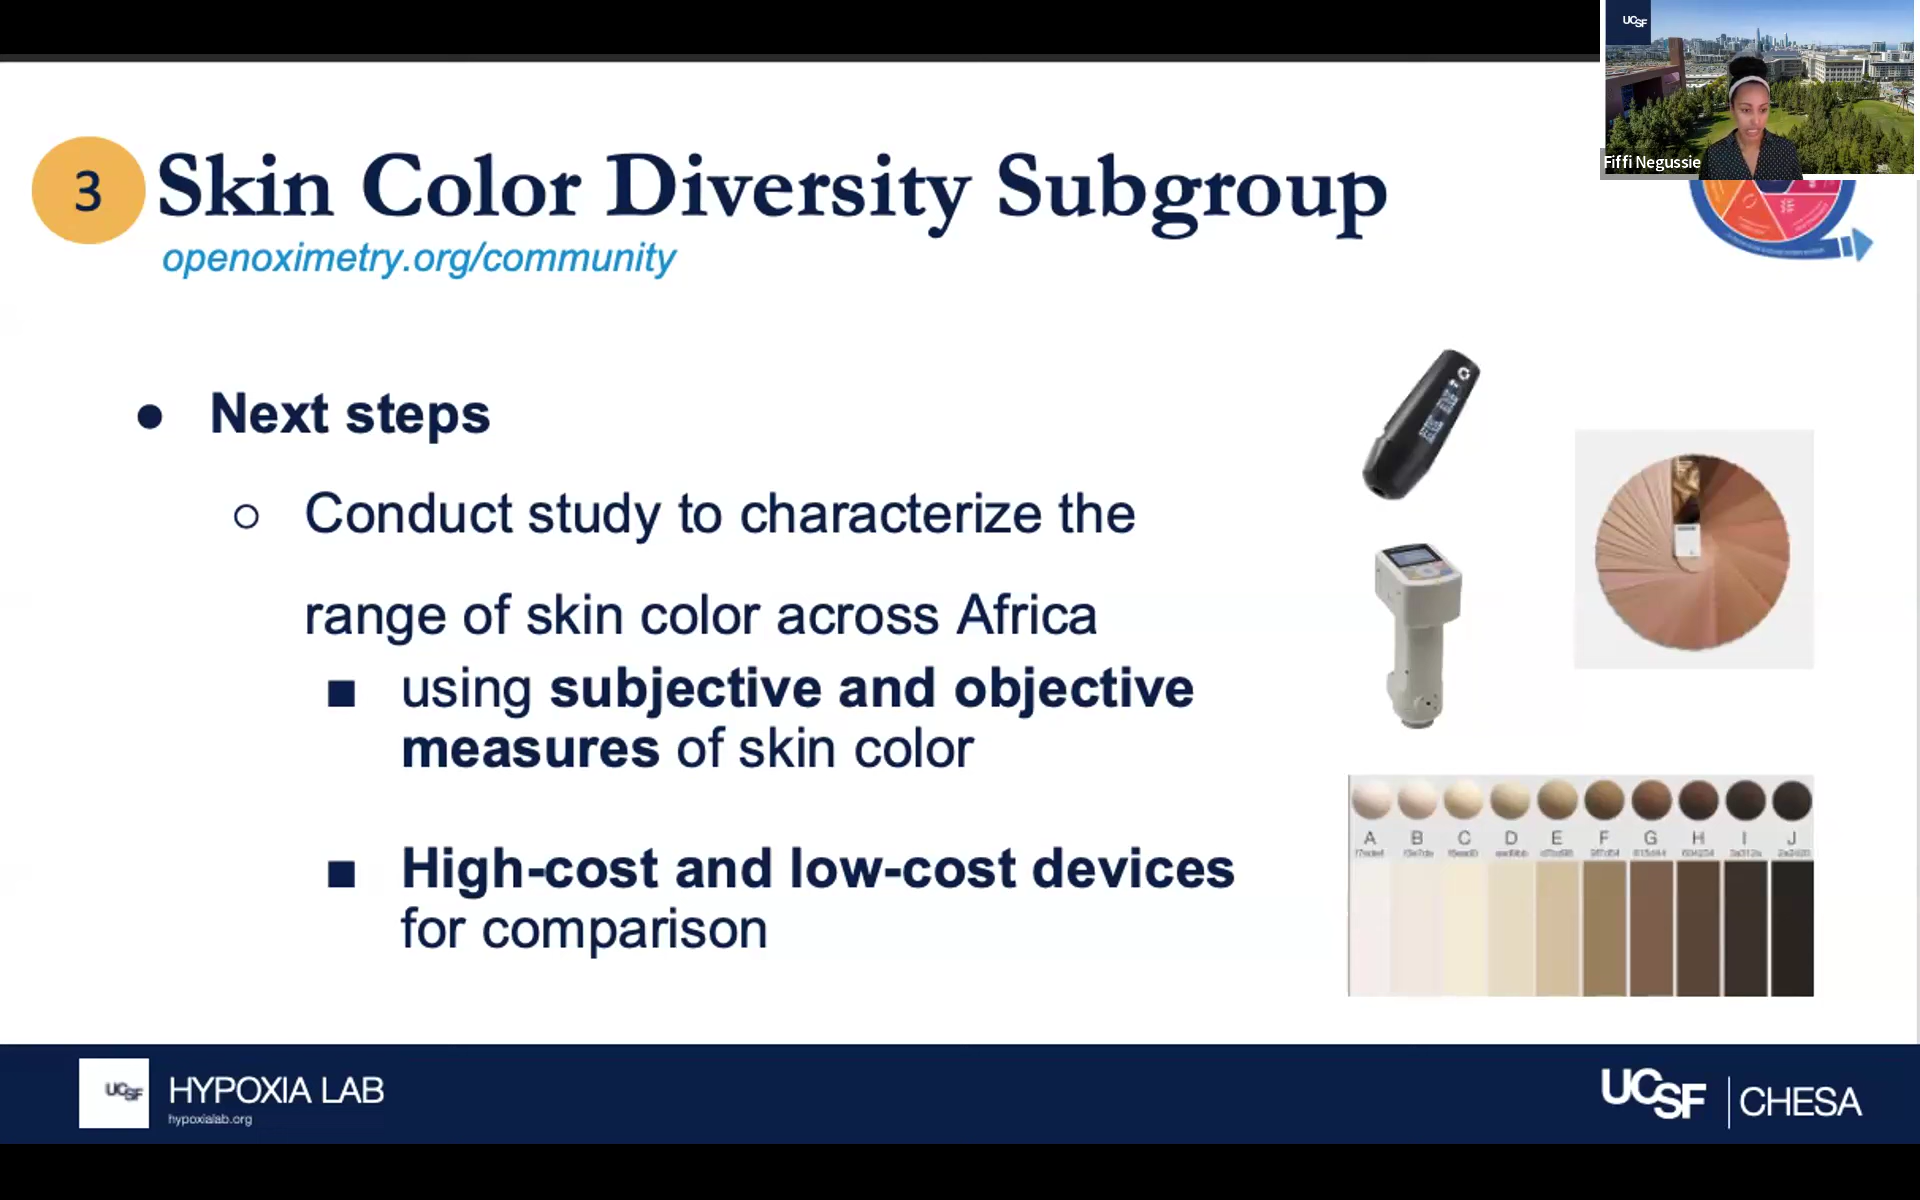 UCSF
Fiffi Negussie
3 Skin Color Diversity Subgroup
openoximetry.org/community
● Next steps
○ Conduct study to characterize the
range of skin color across Africa
■ using subjective and objective
measures of skin color
■ High-cost and low-cost devices
for comparison
A B C D E F G H I J
UCSF HYPOXIA LAB
hypoxialab.org
UCSF | CHESA